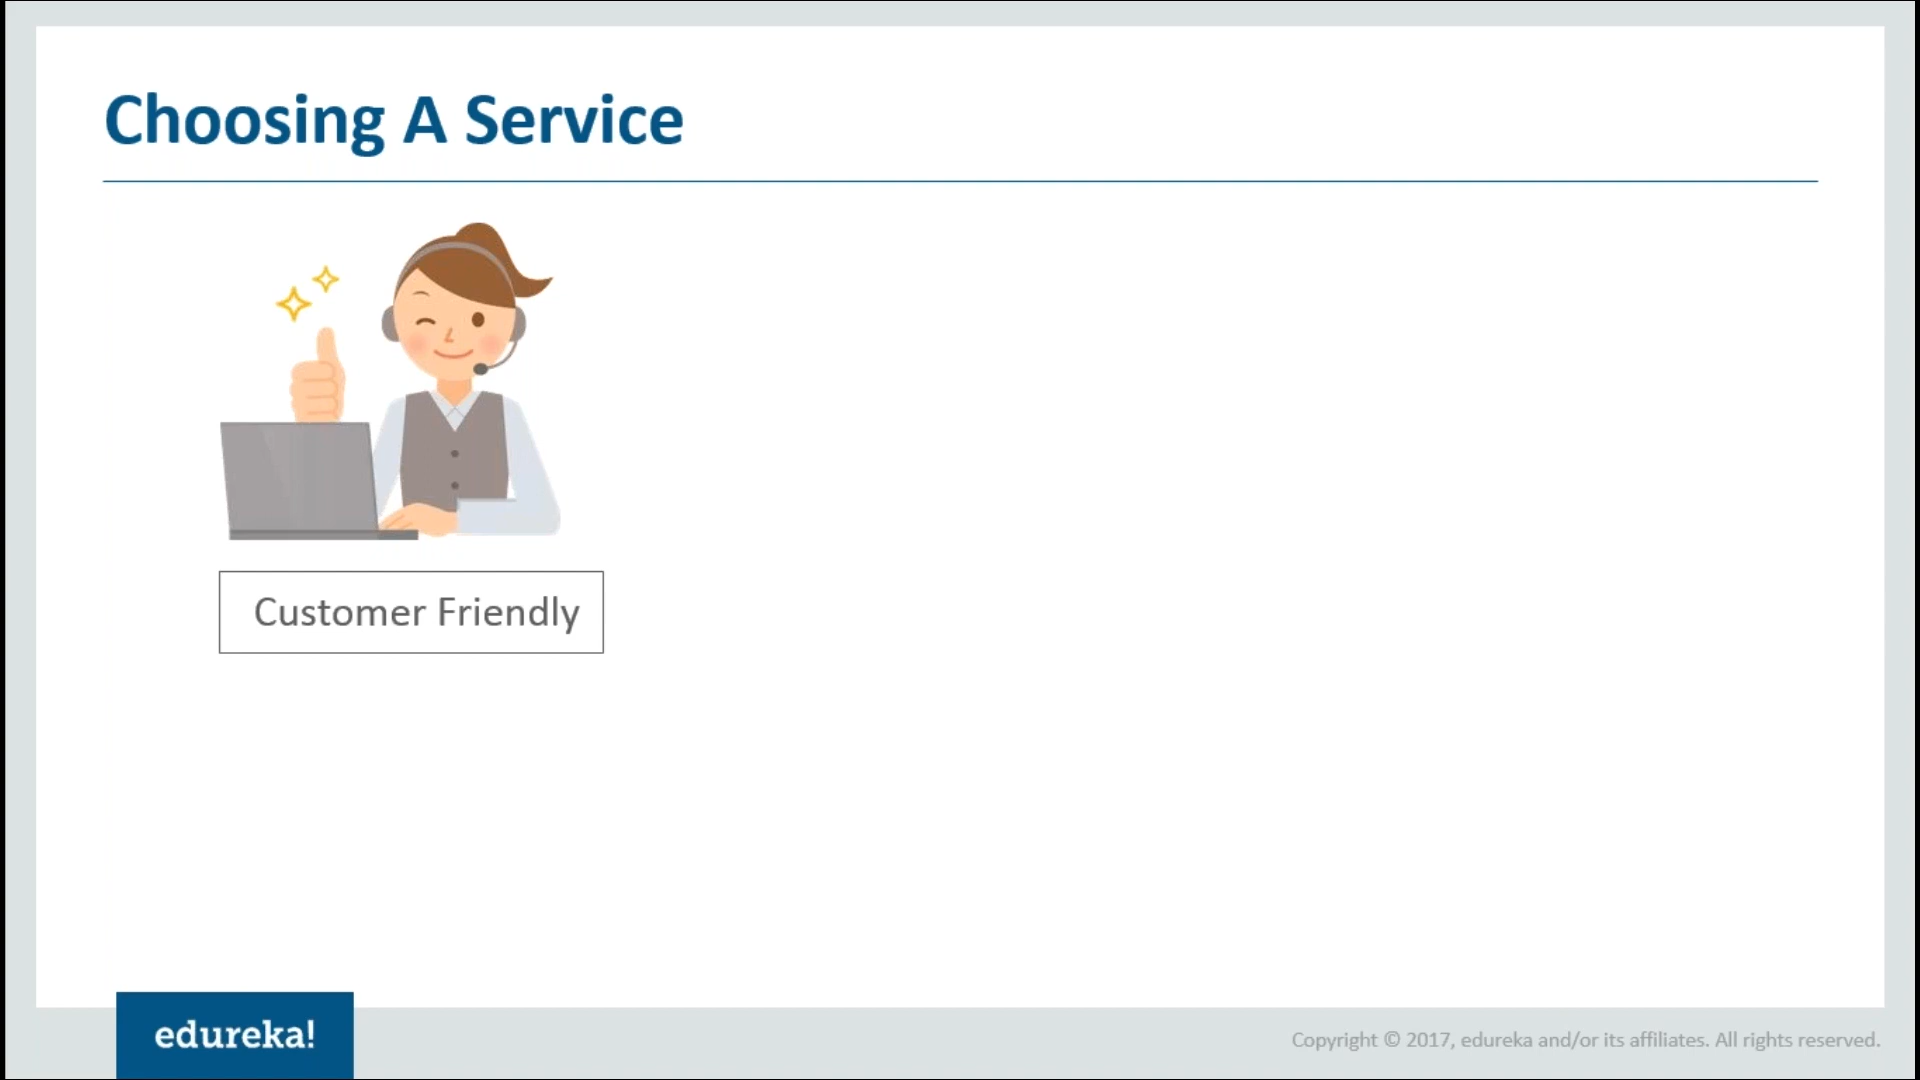 Choosing A Service
Customer Friendly
edureka!
Copyright © 2017, edureka and/or its affiliates. All rights reserved.